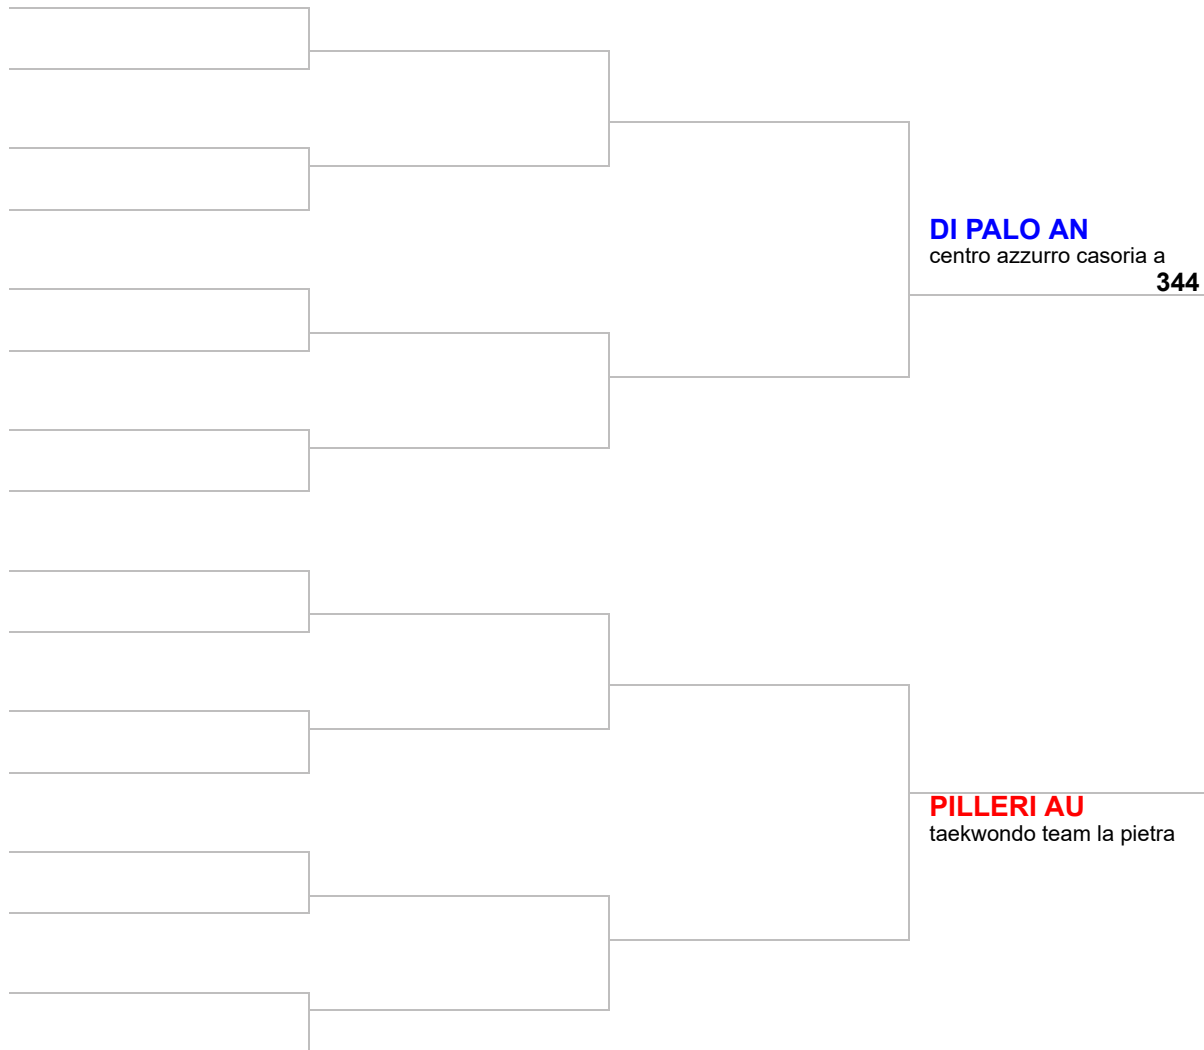 DI PALO AN
centro azzurro casoria a
344
PILLERI AU
taekwondo team la pietra